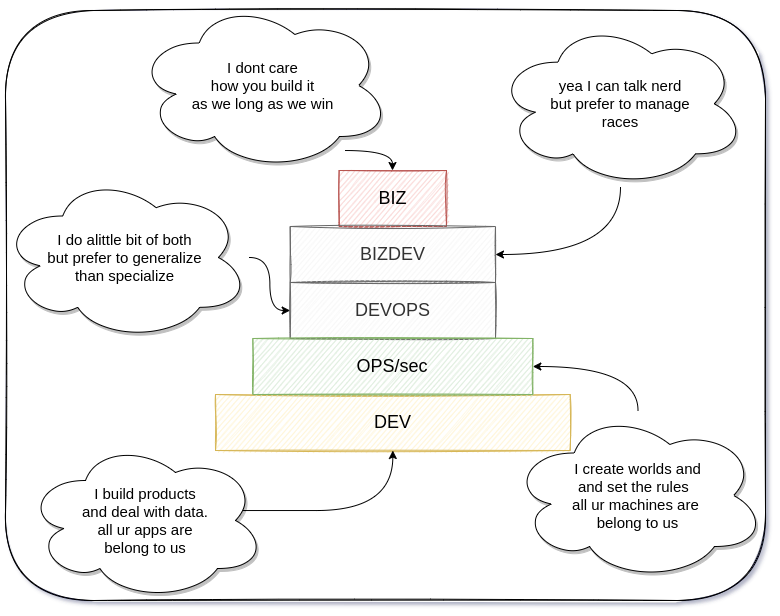 I dont care
how you build it
as we long as we win
yea I can talk nerd
but prefer to manage
races
BIZ
I do alittle bit of both
but prefer to generalize
than specialize
BIZDEV
DEVOPS
OPS/sec
DEV
I build products
and deal with data.
all ur apps are
belong to us
I create worlds and
and set the rules
all ur machines are
belong to us